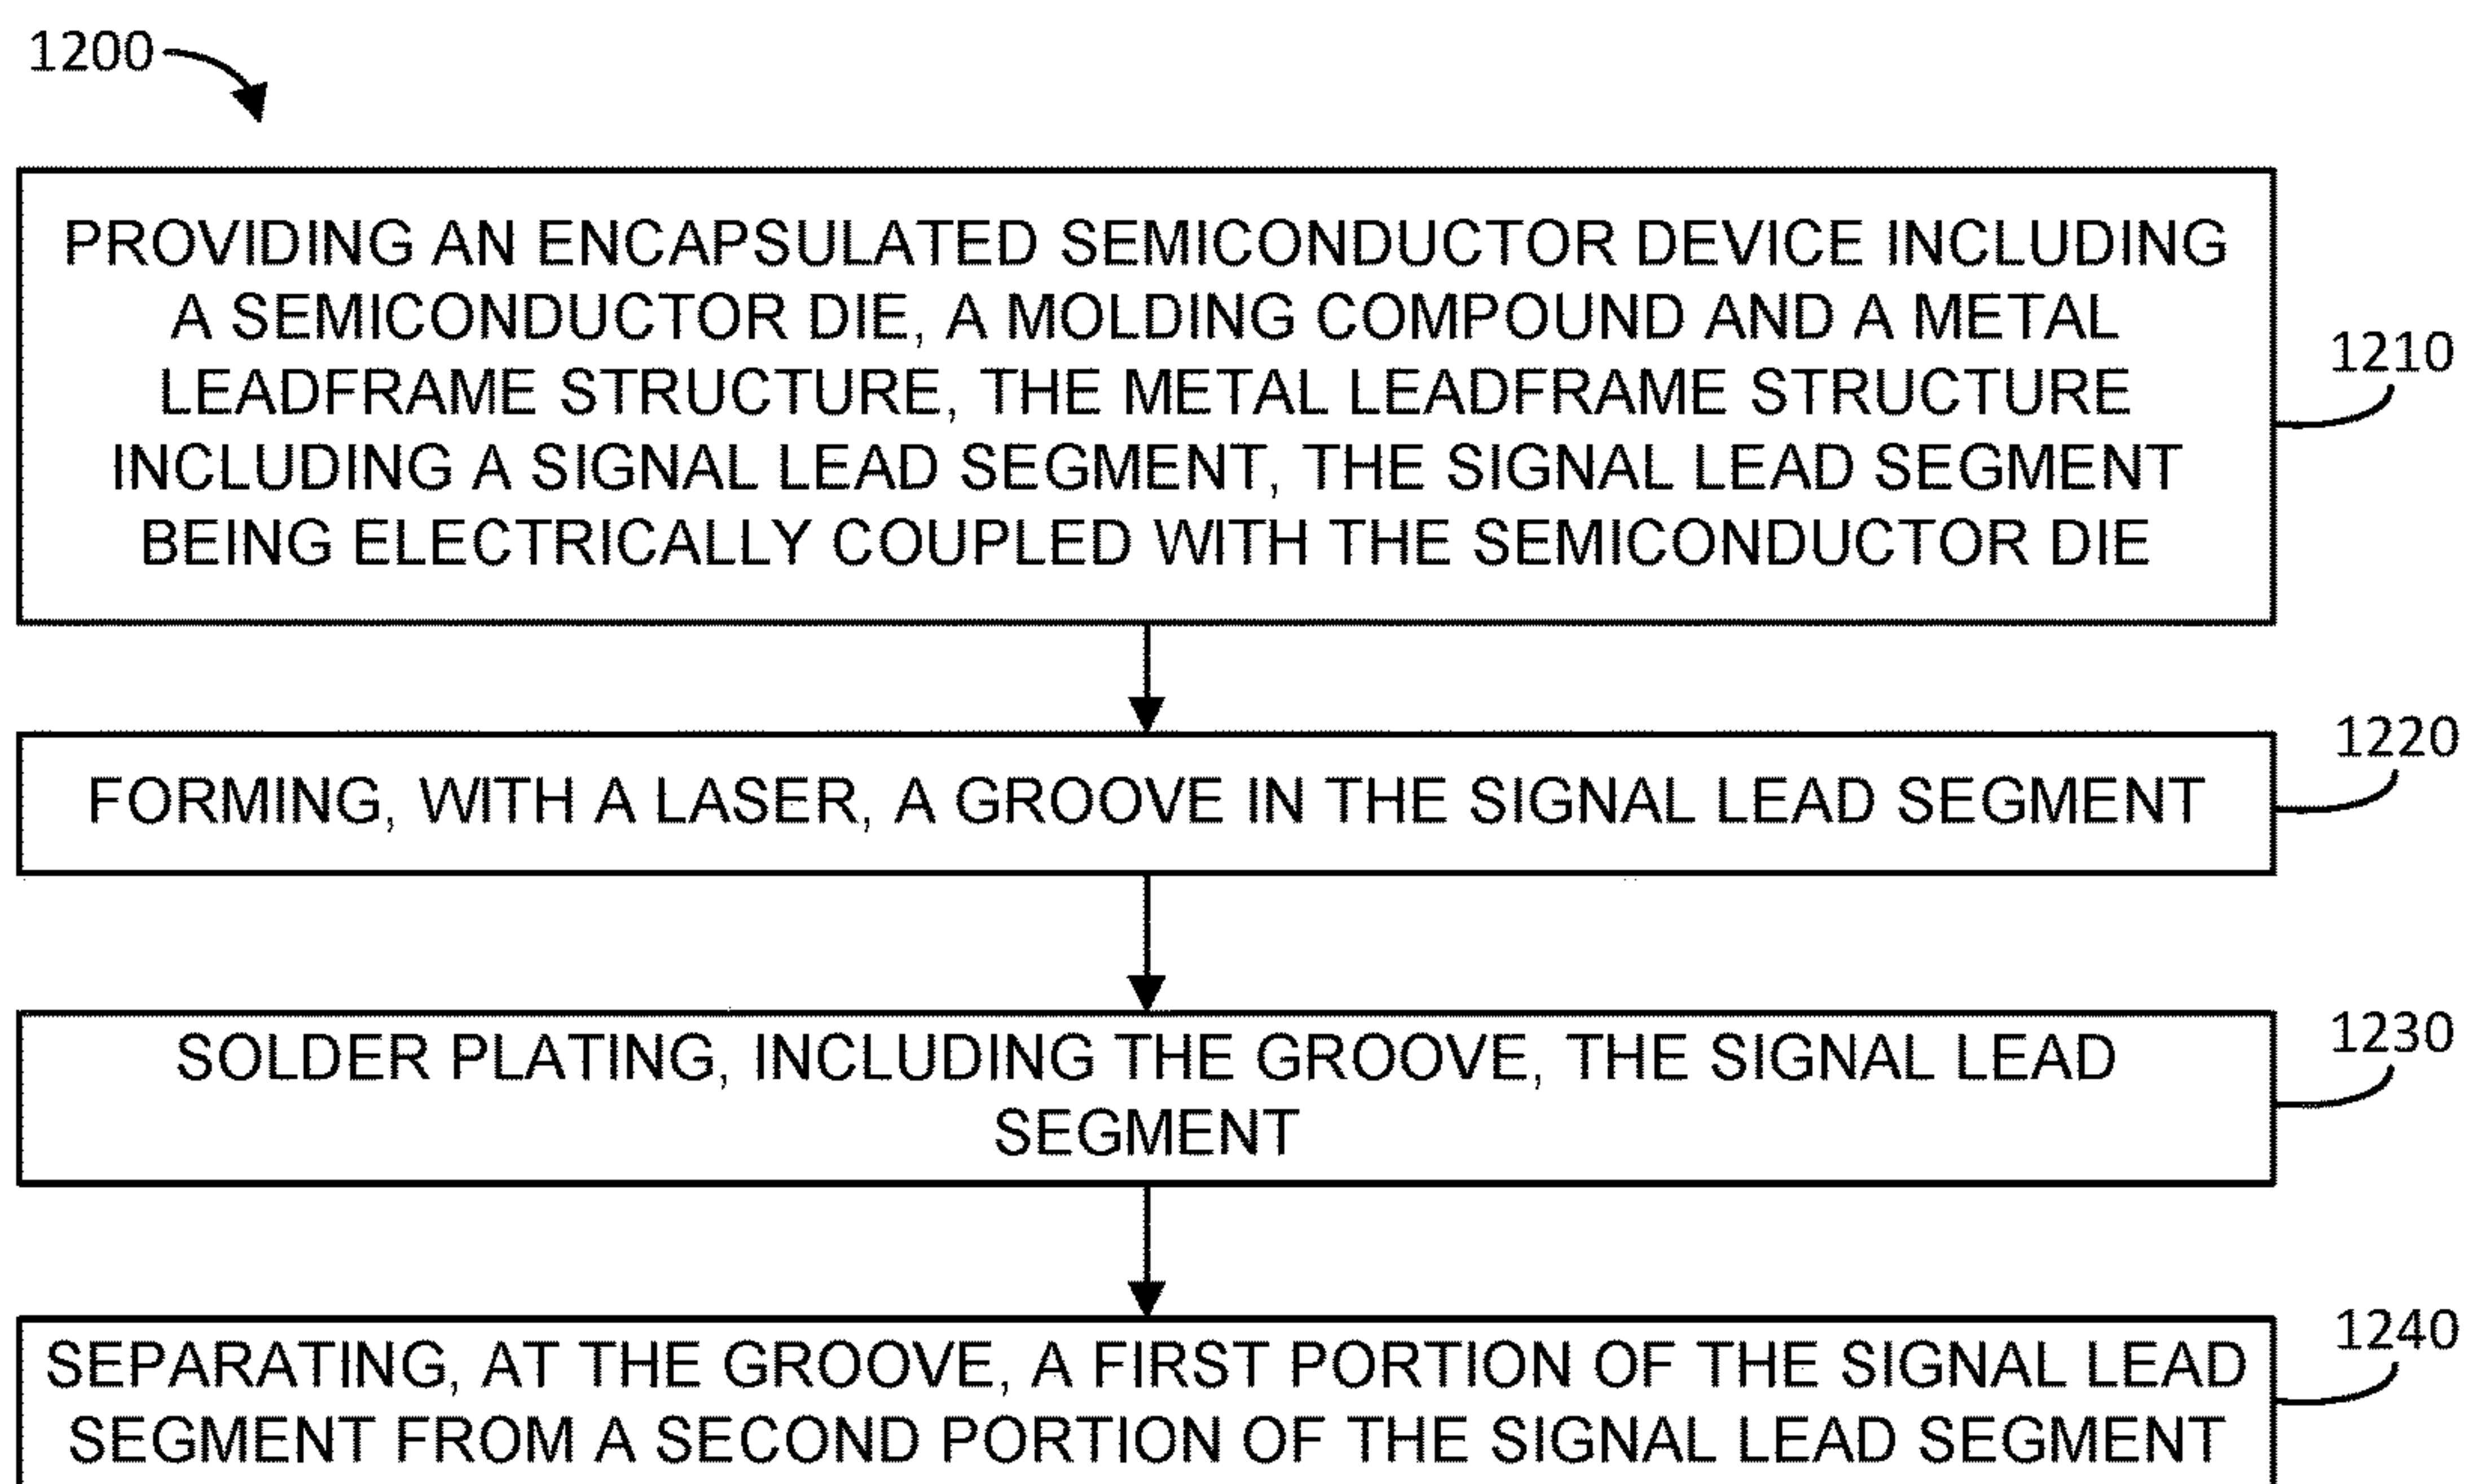 1200
PROVIDING AN ENCAPSULATED SEMICONDUCTOR DEVICE INCLUDING
A SEMICONDUCTOR DIE, A MOLDING COMPOUND AND A METAL
LEADFRAME STRUCTURE, THE METAL LEADFRAME STRUCTURE
INCLUDING A SIGNAL LEAD SEGMENT, THE SIGNAL LEAD SEGMENT
BEING ELECTRICALLY COUPLED WITH THE SEMICONDUCTOR DIE
1210
FORMING, WITH A LASER, A GROOVE IN THE SIGNAL LEAD SEGMENT
1220
SOLDER PLATING, INCLUDING THE GROOVE, THE SIGNAL LEAD
SEGMENT
1230
SEPARATING, AT THE GROOVE, A FIRST PORTION OF THE SIGNAL LEAD
SEGMENT FROM A SECOND PORTION OF THE SIGNAL LEAD SEGMENT
1240